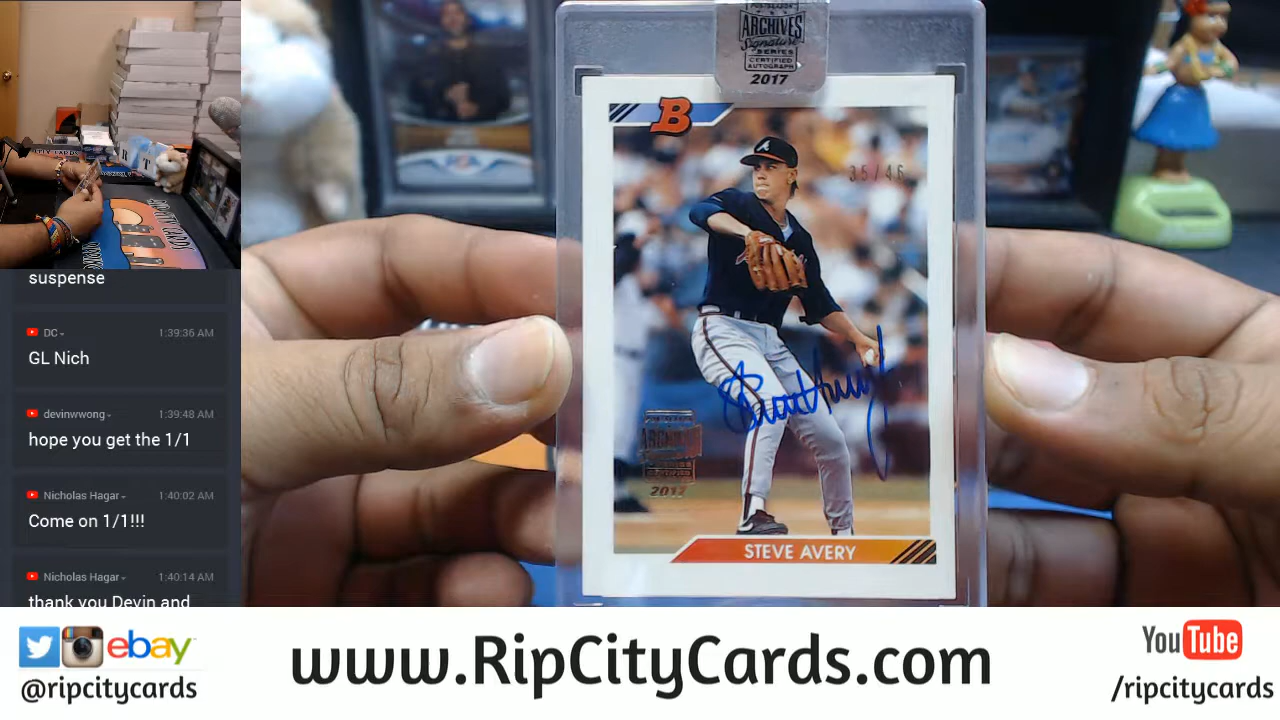 suspense
DC
1:39:36 AM
GL Nich
devinwwong
1:39:48 AM
hope you get the 1/1
Nicholas Hagar
1:40:02 AM
Come on 1/1!!!
Nicholas Hagar
1:40:14 AM
thank you Devin and
ARCHIVES
Signature
SERIES
CERTIFIED
AUTOGRAPH
2017
B
A
35/46
ARCHIVES
2017
STEVE AVERY
ebay
@ripcitycards
www.RipCityCards.com
YouTube
/ripcitycards